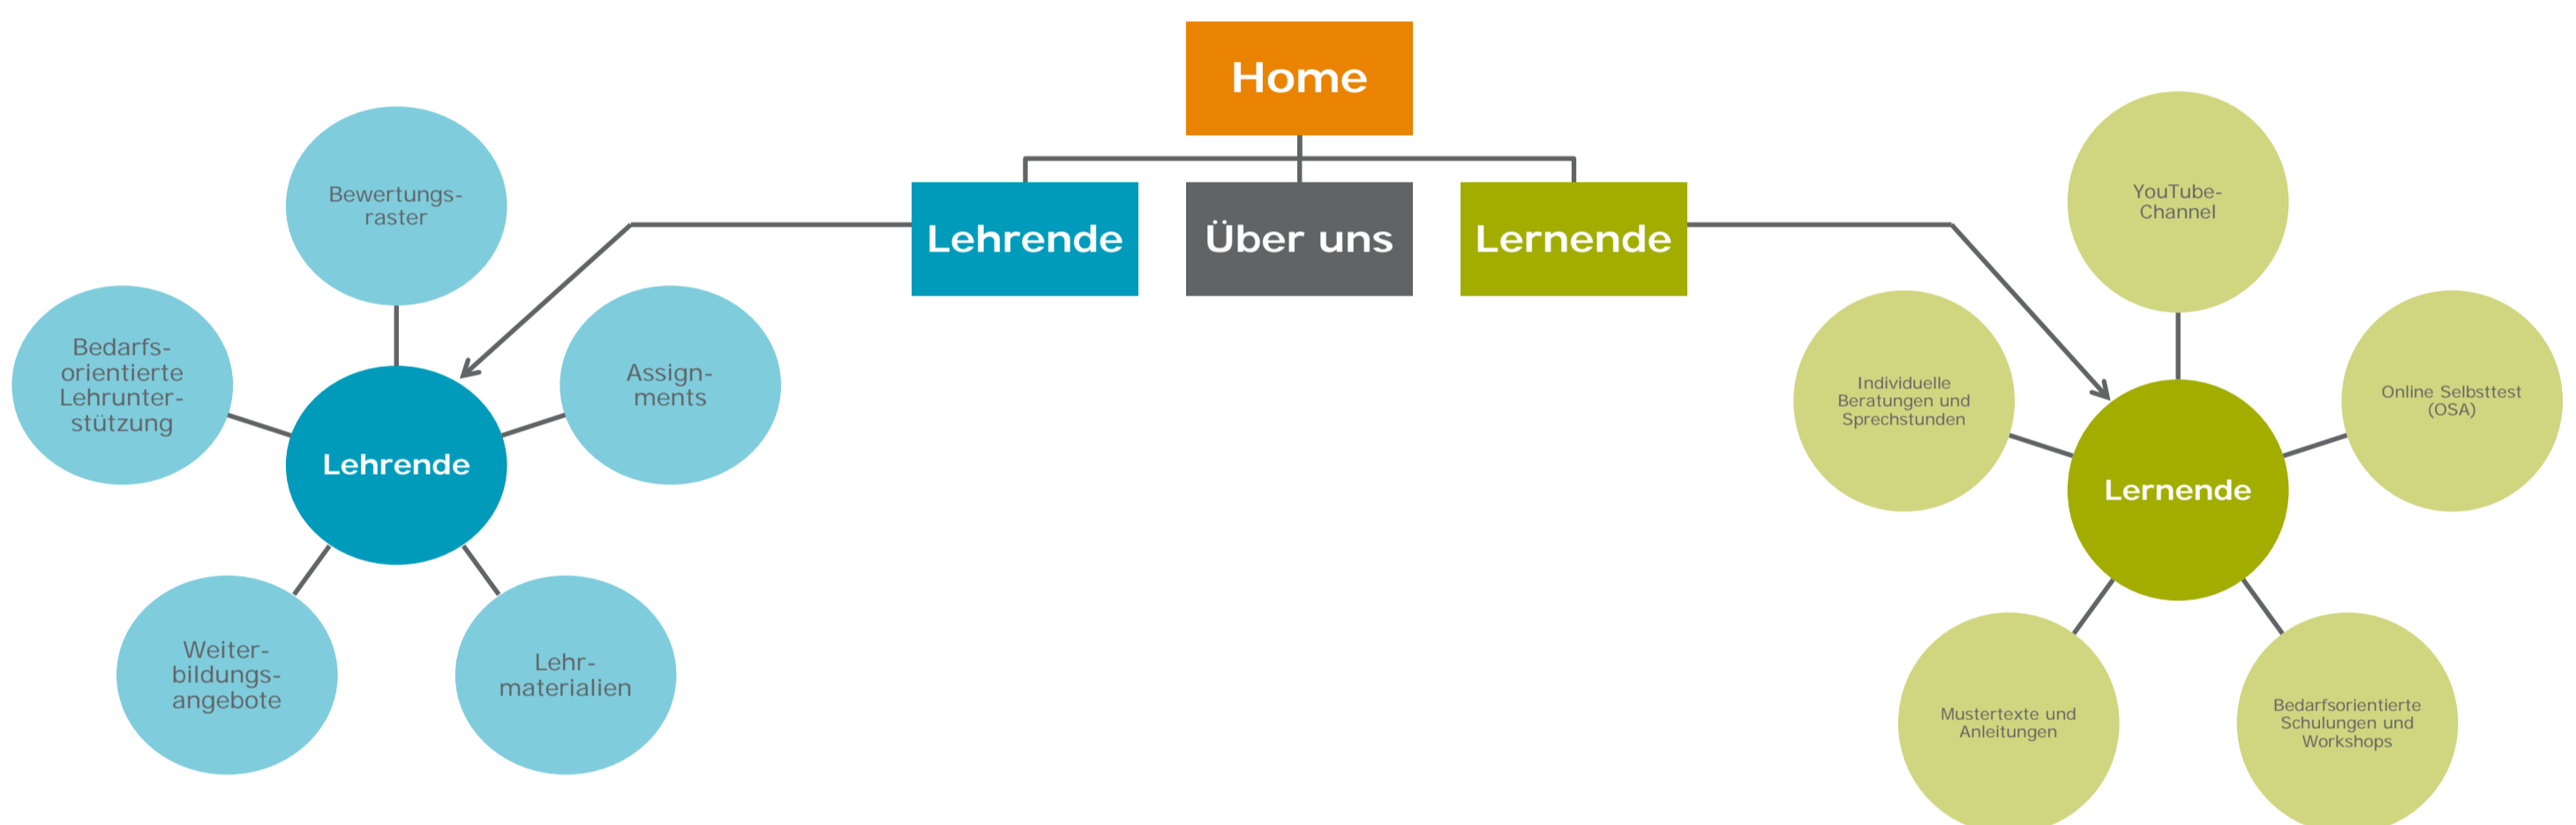 Home
Lehrende
Über uns
Lernende
Bewertungs-
raster
Bedarfs-
orientierte
Lehrunter-
stützung
Assign-
ments
Lehrende
Weiter-
bildungs-
angebote
Lehr-
materialien
YouTube-
Channel
Individuelle
Beratungen und
Sprechstunden
Online Selbsttest
(OSA)
Lernende
Mustertexte und
Anleitungen
Bedarfsorientierte
Schulungen und
Workshops